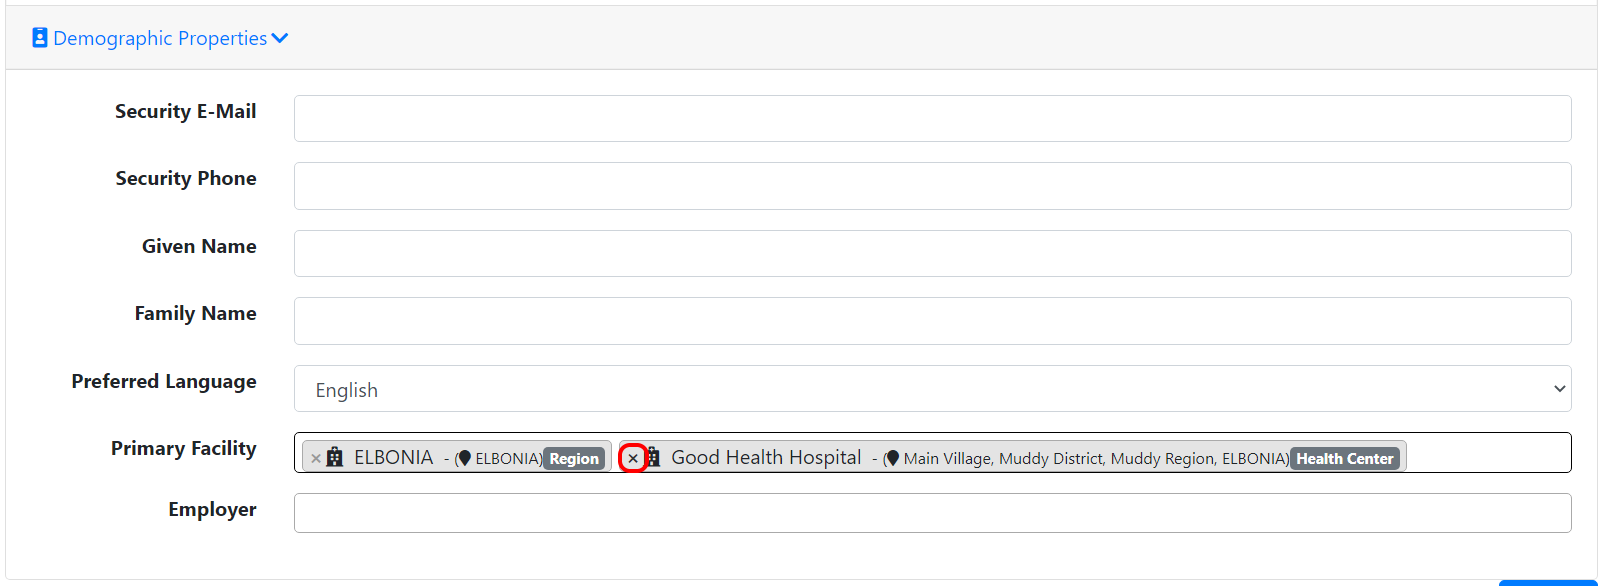 Demographic Properties
Security E-Mail
Security Phone
Given Name
Family Name
Preferred Language English
Primary Facility × ELBONIA - ( ELBONIA) Region × Good Health Hospital - ( Main Village, Muddy District, Muddy Region, ELBONIA) Health Center
Employer